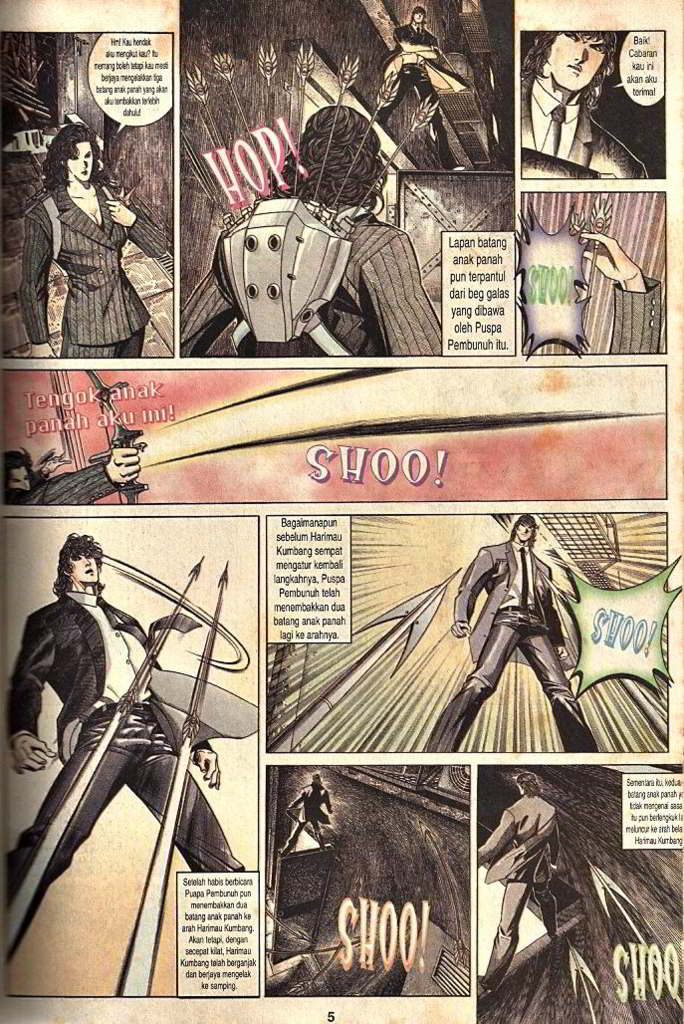 Hm! Kau hendak
aku mengikut kau? Itu
memang boleh tetapi kau mesti
berjaya mengelakkan tiga
batang anak panah yang akan
aku tembakkan terlebih
dahulu!
SHOO!
HOP!
Lapan batang
anak panah
pun terpantul
dari beg galas
yang dibawa
oleh Puspa
Pembunuh itu.
Baik!
Cabaran
kau ini
akan aku
terima!
SHOO!
Tengok anak
panah aku ini!
SHOO!
Setelah habis berbicara
Puapa Pembunuh pun
menembakkan dua
batang anak panah ke
arah Harimau Kumbang.
Akan tetapi, dengan
secepat kilat, Harimau
Kumbang telah berganjak
dan berjaya mengelak
ke samping.
Bagaimanapun
sebelum Harimau
Kumbang sempat
mengatur kembali
langkahnya, Puspa
Pembunuh telah
menembakkan dua
batang anak panah
lagi ke arahnya.
SHOO!
SHOO!
Sementara itu, kedua
batang anak panah y
tidak mengenai sasa
itu pun berlengkuk la
meluncur ke arah bela
Harimau Kumbang
SHOO
5